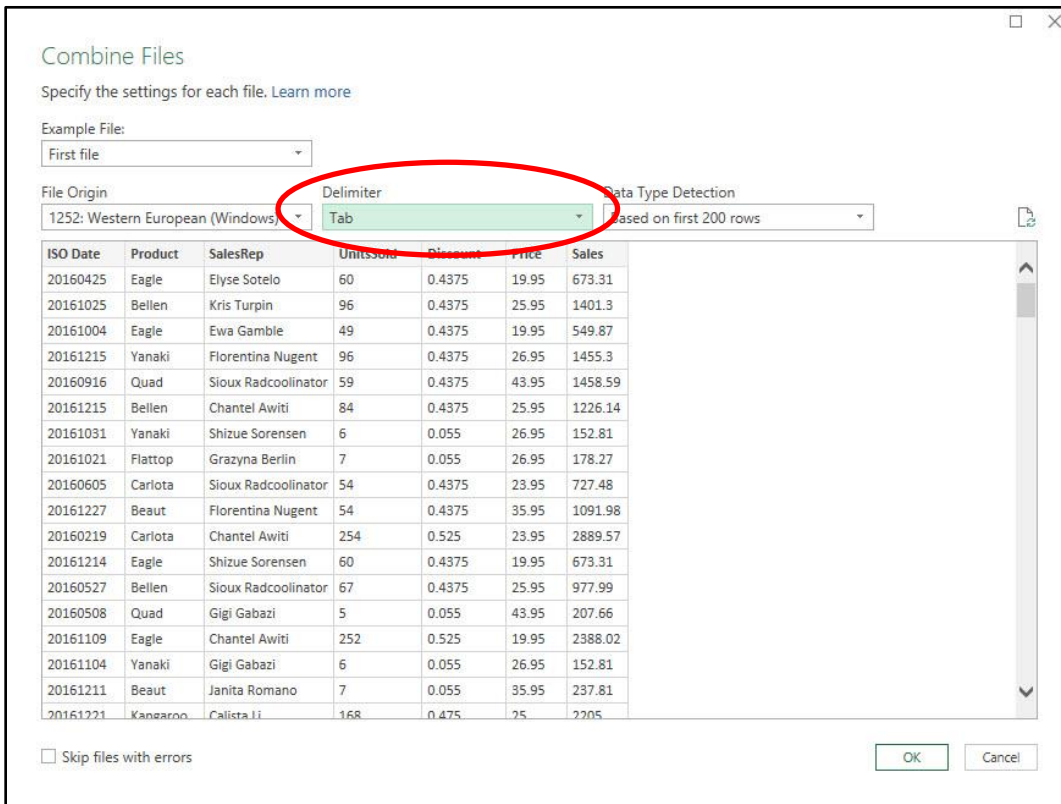 Combine Files
Specify the settings for each file. Learn more
Example File:
First file
File Origin Delimiter Data Type Detection
1252: Western European (Windows) Tab Based on first 200 rows
ISO Date Product SalesRep UnitsSold Discount Price Sales
20160425 Eagle Elyse Sotelo 60 0.4375 19.95 673.31
20161025 Bellen Kris Turpin 96 0.4375 25.95 1401.3
20161004 Eagle Ewa Gamble 49 0.4375 19.95 549.87
20161215 Yanaki Florentina Nugent 96 0.4375 26.95 1455.3
20160916 Quad Sioux Radcoolinator 59 0.4375 43.95 1458.59
20161215 Bellen Chantel Awiti 84 0.4375 25.95 1226.14
20161031 Yanaki Shizue Sorensen 6 0.055 26.95 152.81
20161021 Flattop Grazyna Berlin 7 0.055 26.95 178.27
20160605 Carlota Sioux Radcoolinator 54 0.4375 23.95 727.48
20161227 Beaut Florentina Nugent 54 0.4375 35.95 1091.98
20160219 Carlota Chantel Awiti 254 0.525 23.95 2889.57
20161214 Eagle Shizue Sorensen 60 0.4375 19.95 673.31
20160527 Bellen Sioux Radcoolinator 67 0.4375 25.95 977.99
20160508 Quad Gigi Gabazi 5 0.055 43.95 207.66
20161109 Eagle Chantel Awiti 252 0.525 19.95 2388.02
20161104 Yanaki Gigi Gabazi 6 0.055 26.95 152.81
20161211 Beaut Janita Romano 7 0.055 35.95 237.81
20161221 Kangaroo Calista Li 168 0.475 25 2205
Skip files with errors OK Cancel